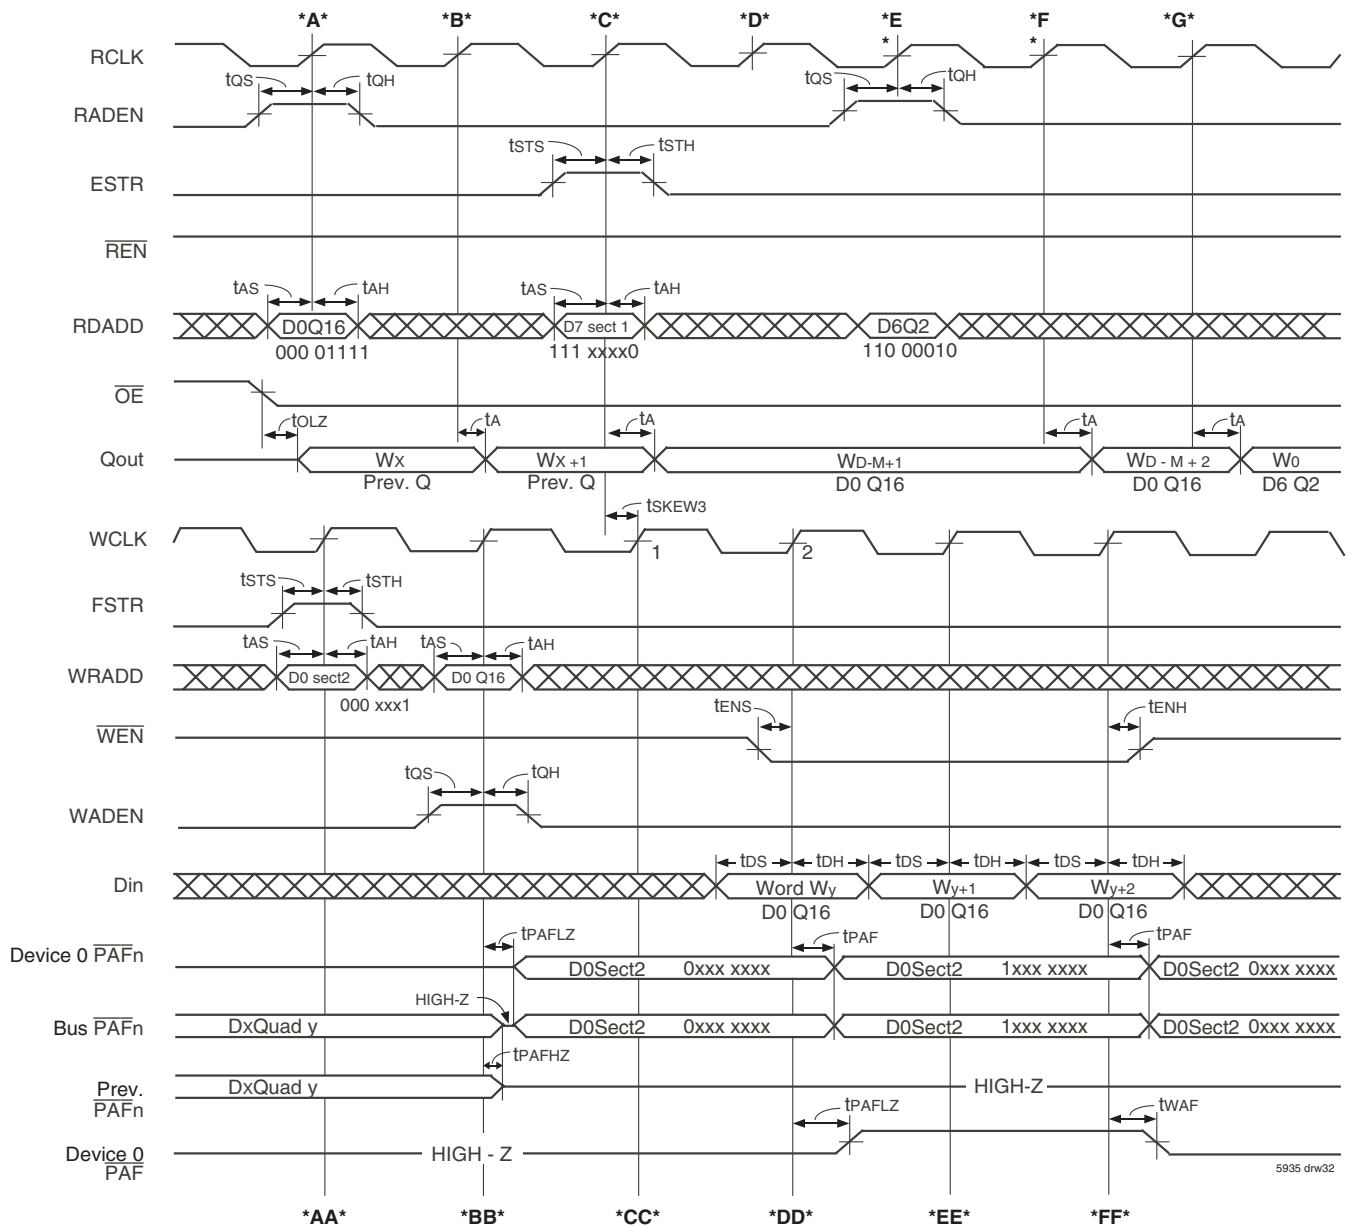 *A* *B* *C* *D* *E *F *G*
RCLK * *
tQS tQH tQS tQH
RADEN
tSTS tSTH
ESTR
REN
tAS tAH tAS tAH
RDADD D0Q16 D7 sect 1 D6Q2
000 01111 111 xxxx0 110 00010
OE
tOLZ tA tA tA tA
Qout WX WX +1 WD-M+1 WD - M + 2 W0
Prev. Q Prev. Q D0 Q16 D0 Q16 D6 Q2
tSKEW3
WCLK 1 2
tSTS tSTH
FSTR
tAS tAH tAS tAH
WRADD D0 sect2 D0 Q16
000 xxx1
tENS tENH
WEN
tQS tQH
WADEN
tDS tDH tDS tDH tDS tDH
Din Word Wy Wy+1 Wy+2
D0 Q16 D0 Q16 D0 Q16
tPAFLZ tPAF tPAF
Device 0 PAFn D0Sect2 0xxx xxxx D0Sect2 1xxx xxxx D0Sect2 0xxx xxxx
HIGH-Z
Bus PAFn DxQuad y D0Sect2 0xxx xxxx D0Sect2 1xxx xxxx D0Sect2 0xxx xxxx
tPAFHZ
Prev. DxQuad y HIGH-Z
PAFn
tPAFLZ tWAF
Device 0 HIGH - Z
PAF
5935 drw32
*AA* *BB* *CC* *DD* *EE* *FF*